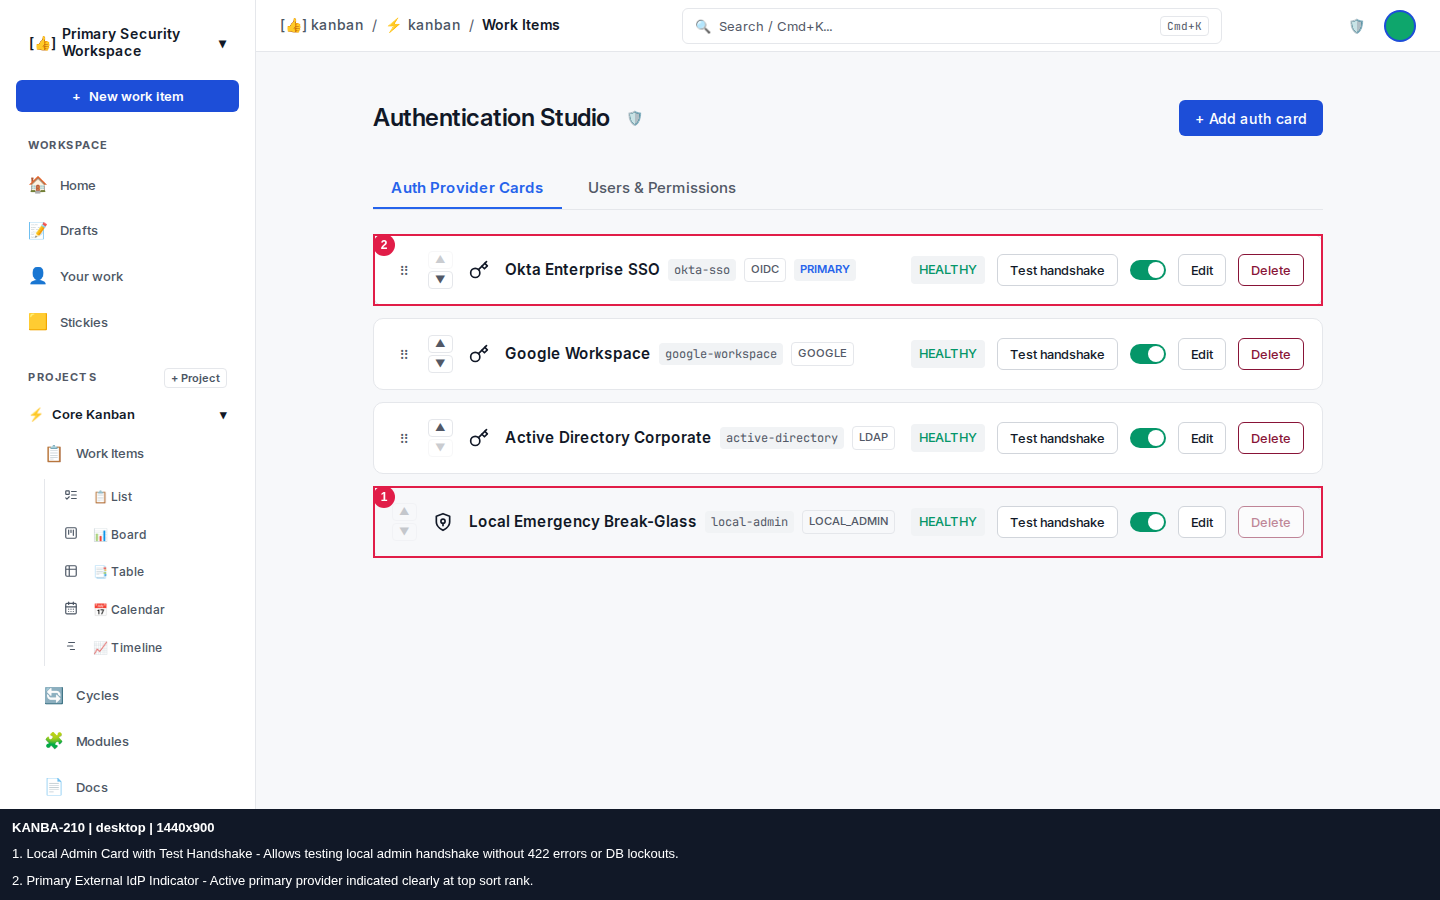 [👍] Primary Security Workspace ▼
+ New work item
WORKSPACE
🏠 Home
📝 Drafts
👤 Your work
🟨 Stickies
PROJECTS + Project
⚡ Core Kanban ▼
📋 Work Items
📋 List
📊 Board
📑 Table
📅 Calendar
📈 Timeline
🔄 Cycles
🧩 Modules
📄 Docs
[👍] kanban / ⚡ kanban / Work Items
🔍 Search / Cmd+K... Cmd+K
Authentication Studio 🛡️
+ Add auth card
Auth Provider Cards Users & Permissions
2
Okta Enterprise SSO okta-sso OIDC PRIMARY HEALTHY Test handshake Edit Delete
Google Workspace google-workspace GOOGLE HEALTHY Test handshake Edit Delete
Active Directory Corporate active-directory LDAP HEALTHY Test handshake Edit Delete
1
Local Emergency Break-Glass local-admin LOCAL_ADMIN HEALTHY Test handshake Edit Delete
KANBA-210 | desktop | 1440x900
1. Local Admin Card with Test Handshake - Allows testing local admin handshake without 422 errors or DB lockouts.
2. Primary External IdP Indicator - Active primary provider indicated clearly at top sort rank.